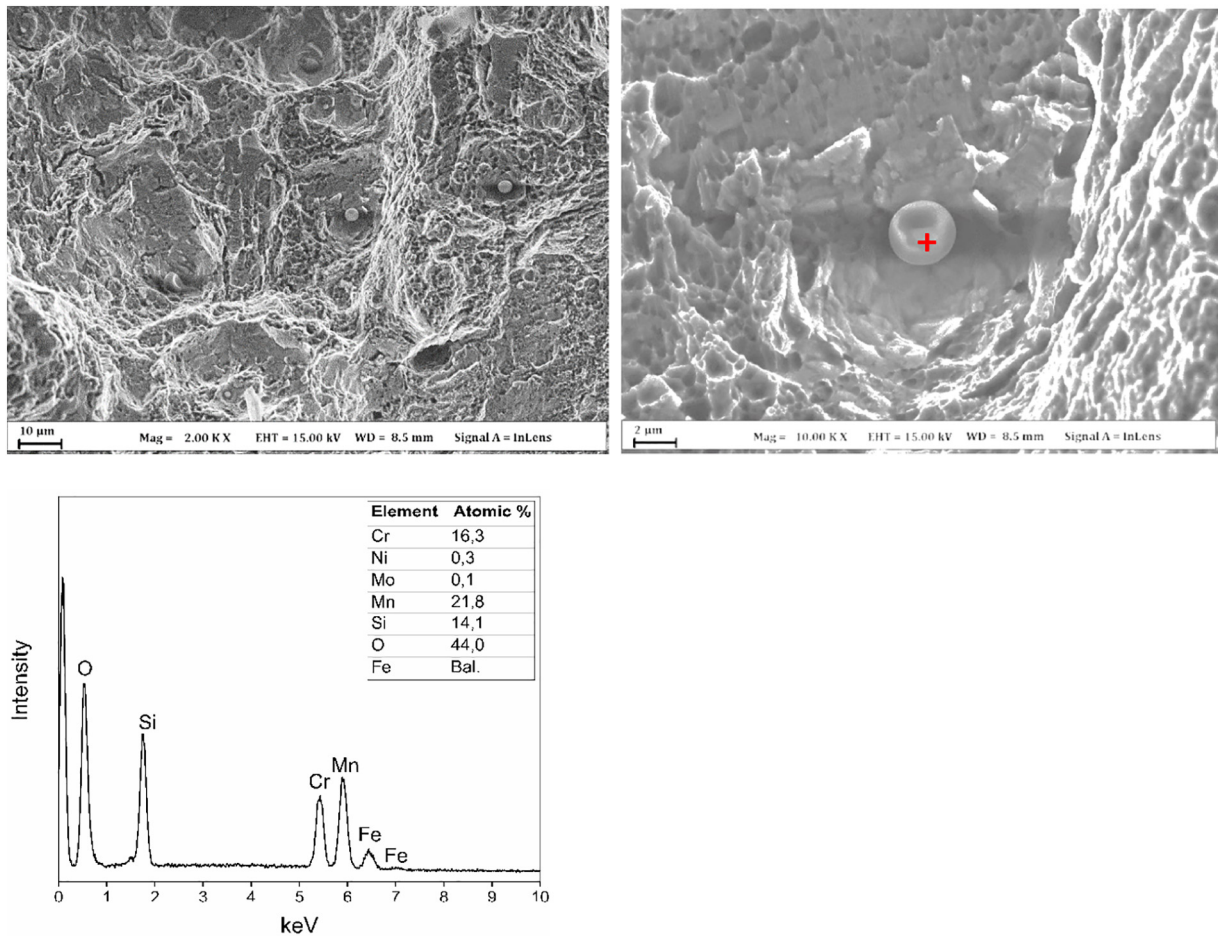 10 µm
Mag = 2.00 K X EHT = 15.00 kV WD = 8.5 mm Signal A = InLens
2 µm
Mag = 10.00 K X EHT = 15.00 kV WD = 8.5 mm Signal A = InLens
Element Atomic %
Cr 16,3
Ni 0,3
Mo 0,1
Mn 21,8
Si 14,1
O 44,0
Fe Bal.
Intensity
O
Si
Cr
Mn
Fe
Fe
0 1 2 3 4 5 6 7 8 9 10
keV